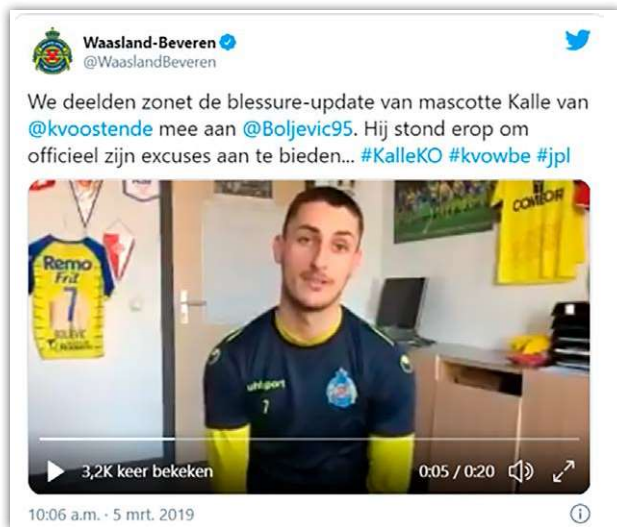 Waasland-Beveren
@WaaslandBeveren
We deelden zonet de blessure-update van mascotte Kalle van
@kvoostende mee aan @Boljevic95. Hij stond erop om
officieel zijn excuses aan te bieden... #KalleKO #kvowbe #jpl
Remo
Frit
7
COMFOR
uhlsport
7
3,2K keer bekeken
0:05 / 0:20
10:06 a.m. · 5 mrt. 2019